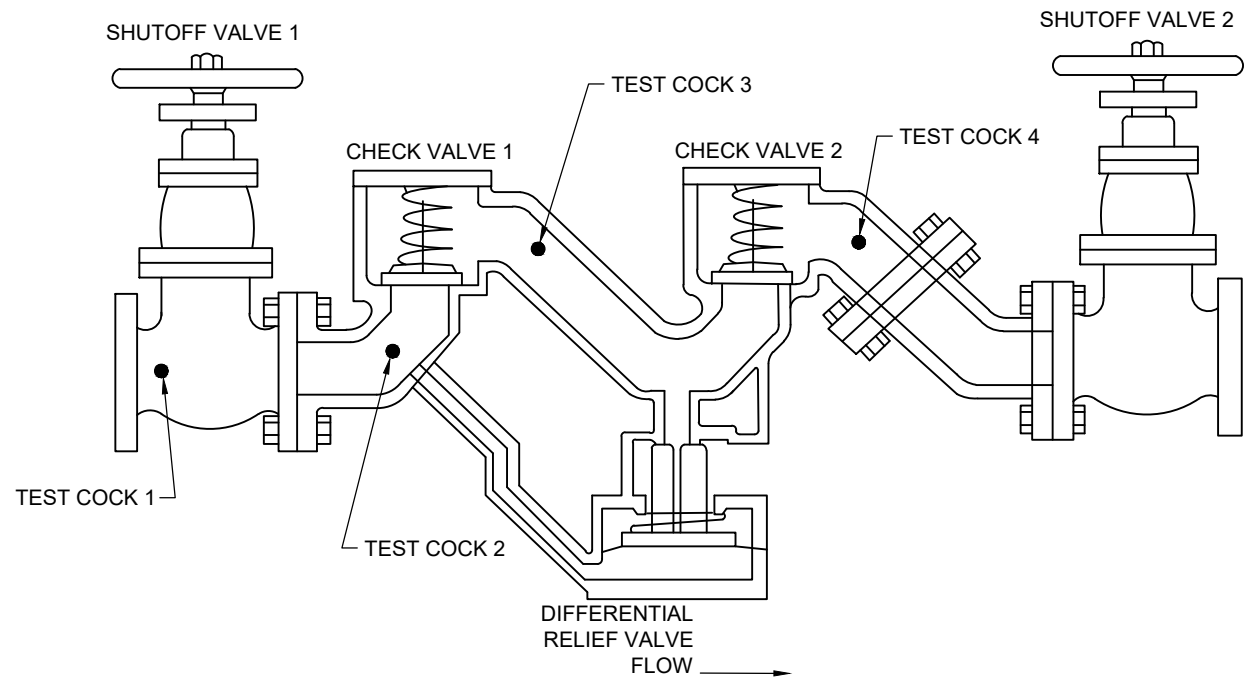 SHUTOFF VALVE 1
SHUTOFF VALVE 2
TEST COCK 3
CHECK VALVE 1
CHECK VALVE 2
TEST COCK 4
TEST COCK 1
TEST COCK 2
DIFFERENTIAL
RELIEF VALVE
FLOW